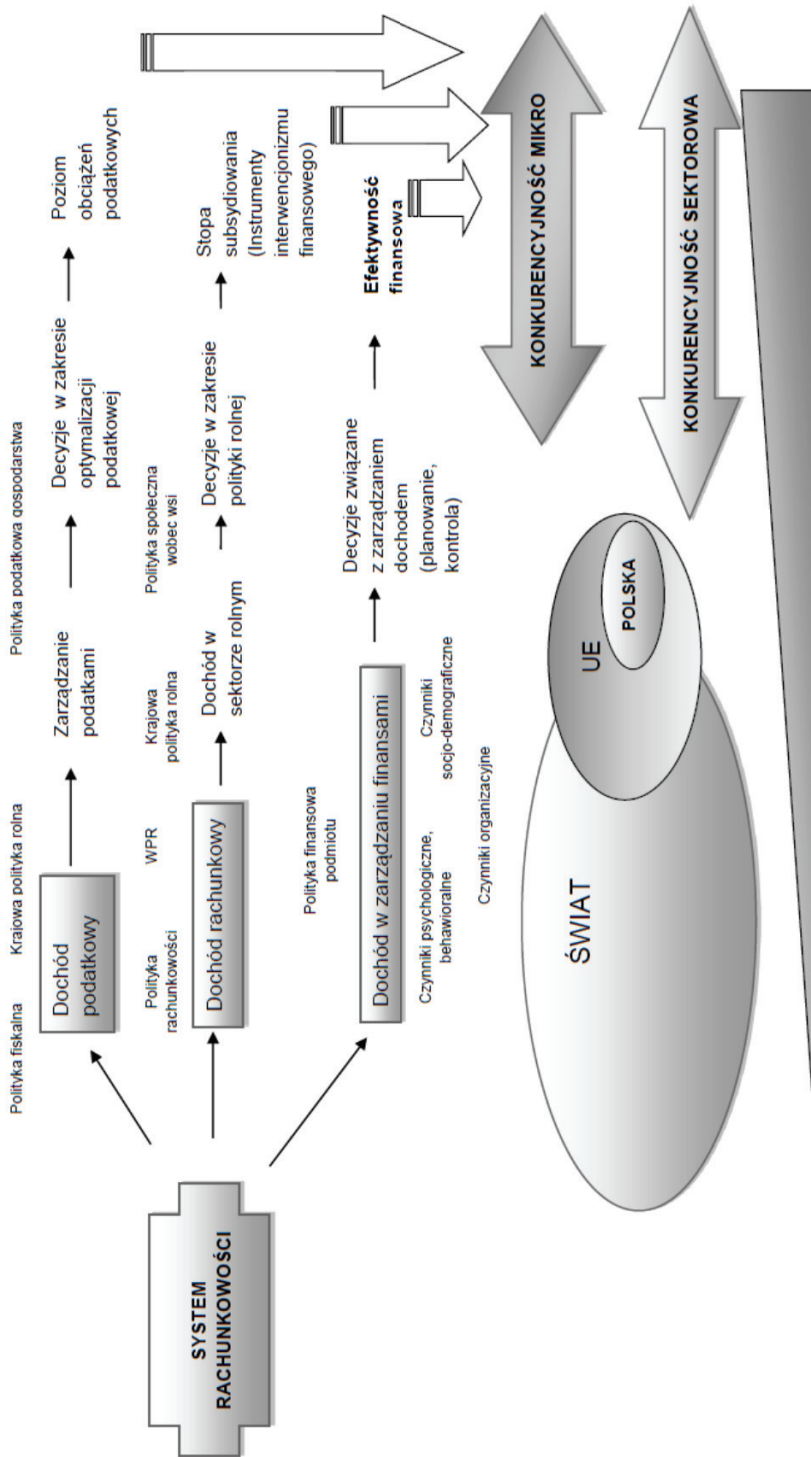 Polityka fiskalna
Krajowa polityka rolna
Polityka podatkowa gospodarstwa
Dochód
podatkowy
Zarządzanie
podatkami
Decyzje w zakresie
optymalizacji
podatkowej
Poziom
obciążeń
podatkowych
SYSTEM
RACHUNKOWOŚCI
Polityka
rachunkowości
WPR
Krajowa
polityka rolna
Polityka społeczna
wobec wsi
Dochód rachunkowy
Dochód w
sektorze rolnym
Decyzje w zakresie
polityki rolnej
Stopa
subsydiowania
(Instrumenty
interwencjonizmu
finansowego)
Polityka finansowa
podmiotu
Dochód w zarządzaniu finansami
Czynniki psychologiczne,
behawioralne
Czynniki
socjo-demograficzne
Czynniki organizacyjne
Decyzje związane
z zarządzaniem
dochodem
(planowanie,
kontrola)
Efektywność
finansowa
KONKURENCYJNOŚĆ MIKRO
ŚWIAT
UE
POLSKA
KONKURENCYJNOŚĆ SEKTOROWA